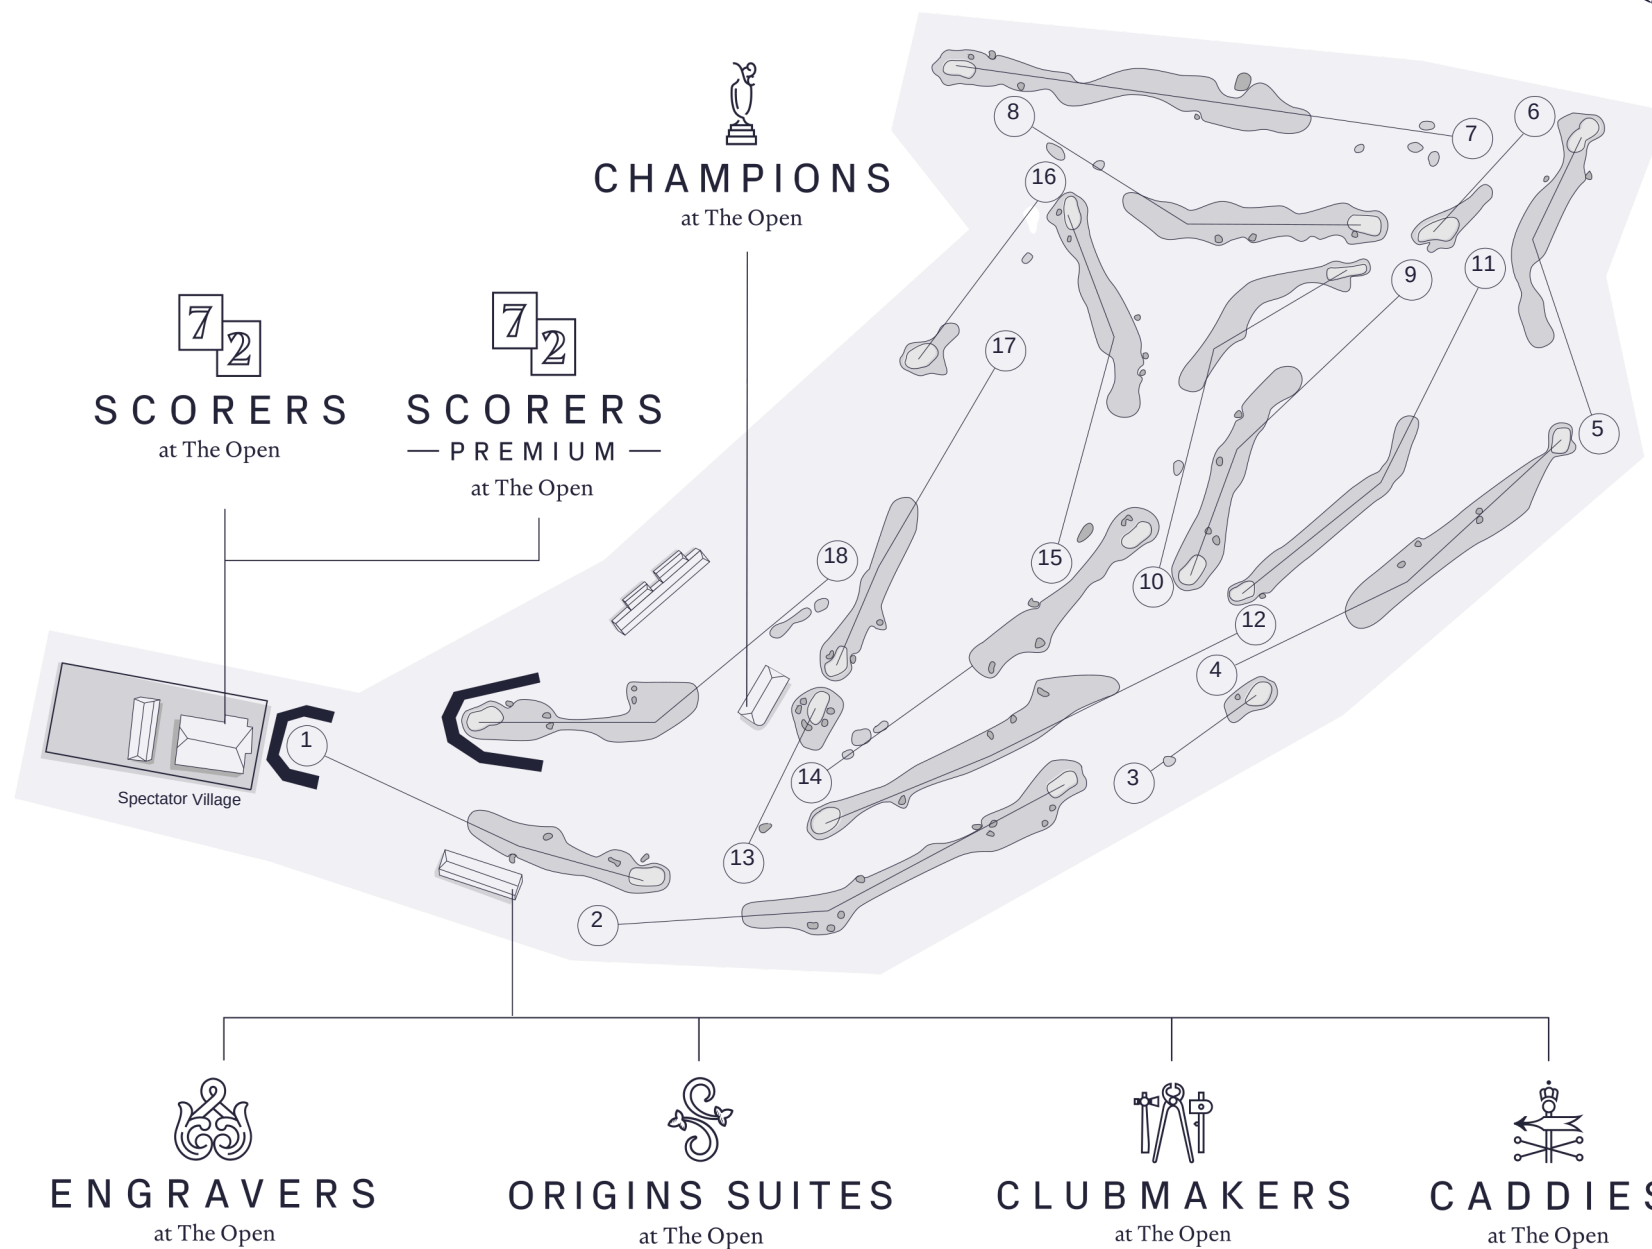 CHAMPIONS
at The Open
7
2
SCORERS
at The Open
7
2
SCORERS
PREMIUM
at The Open
8
16
7
6
11
9
17
5
18
15
10
12
4
1
14
3
13
2
Spectator Village
ENGRAVERS
at The Open
ORIGINS SUITES
at The Open
CLUBMAKERS
at The Open
CADDIES
at The Open